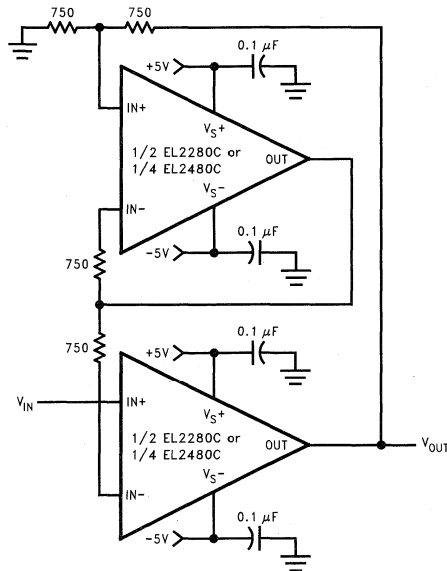 750
750
0.1 µF
+5V
IN+
VS+
1/2 EL2280C or
1/4 EL2480C
OUT
VS−
IN−
0.1 µF
−5V
750
750
0.1 µF
+5V
VIN
IN+
VS+
1/2 EL2280C or
1/4 EL2480C
OUT
VOUT
VS−
IN−
0.1 µF
−5V